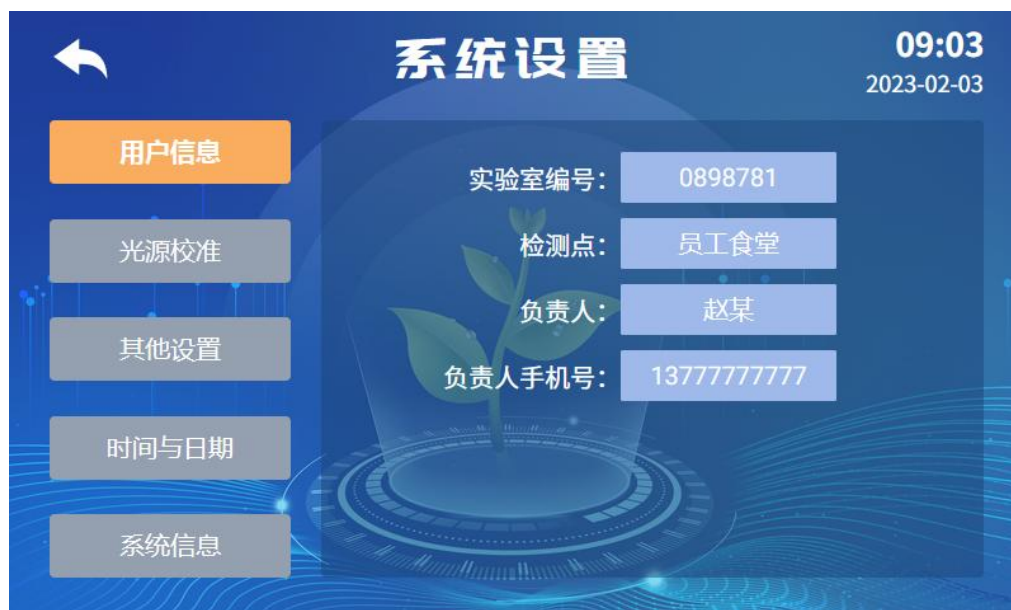 系统设置
09:03
2023-02-03
用户信息
光源校准
其他设置
时间与日期
系统信息
实验室编号： 0898781
检测点： 员工食堂
负责人： 赵某
负责人手机号： 13777777777